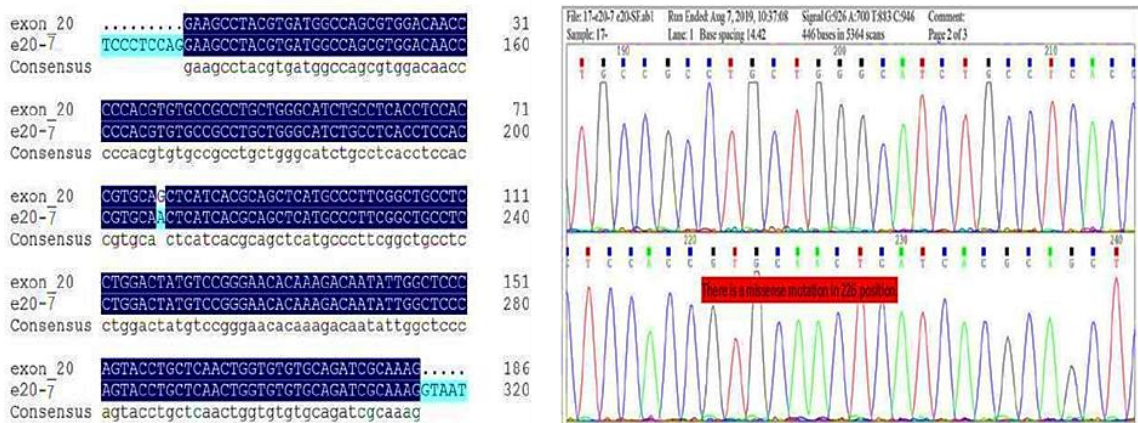 exon_20 .........GAAGCCTACGTGATGGCCAGCGTGGACAACC 31
e20-7 TCCCTCCAGGAAGCCTACGTGATGGCCAGCGTGGACAACC 160
Consensus gaagcctacgtgatggccagcgtggacaacc
exon_20 CCCACGTGTGCCGCCTGCTGGGCATCTGCCTCACCTCCAC 71
e20-7 CCCACGTGTGCCGCCTGCTGGGCATCTGCCTCACCTCCAC 200
Consensus cccacgtgtgccgcctgctgggcatctgcctcacctccac
exon_20 CGTGCAGCTCATCACGCAGCTCATGCCCTTCGGCTGCCTC 111
e20-7 CGTGCAACTCATCACGCAGCTCATGCCCTTCGGCTGCCTC 240
Consensus cgtgca ctcatcacgcagctcatgcccttcggctgcctc
exon_20 CTGGACTATGTCCGGGAACACAAAGACAATATTGGCTCCC 151
e20-7 CTGGACTATGTCCGGGAACACAAAGACAATATTGGCTCCC 280
Consensus ctggactatgtccgggaacacaaagacaatattggctccc
exon_20 AGTACCTGCTCAACTGGTGTGTGCAGATCGCAAAG..... 186
e20-7 AGTACCTGCTCAACTGGTGTGTGCAGATCGCAAAGGTAAT 320
Consensus agtacctgctcaactggtgtgtgcagatcgcaaag
File: 17-e20-7 e20-SF.ab1 Run Ended: Aug 7, 2019, 10:37:08 Signal G:926 A:700 T:883 C:946 Comment:
Sample: 17- Lane: 1 Base spacing 14.42 446 bases in 5364 scans Page 2 of 3
190 200 210
T G C C G C C T G C T G G G C A T C T G C C T C A C C
220 230 240
T C C A C C G T G C A A C T C A T C A C G C A G C T
There is a missense mutation in 226 position